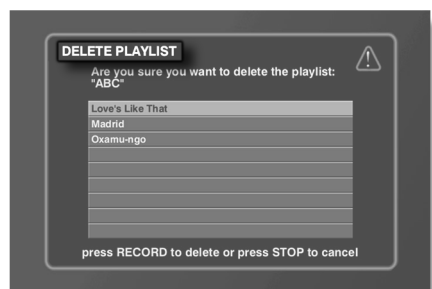 DELETE PLAYLIST
Are you sure you want to delete the playlist:
"ABC"
Love's Like That
Madrid
Oxamu-ngo
press RECORD to delete or press STOP to cancel